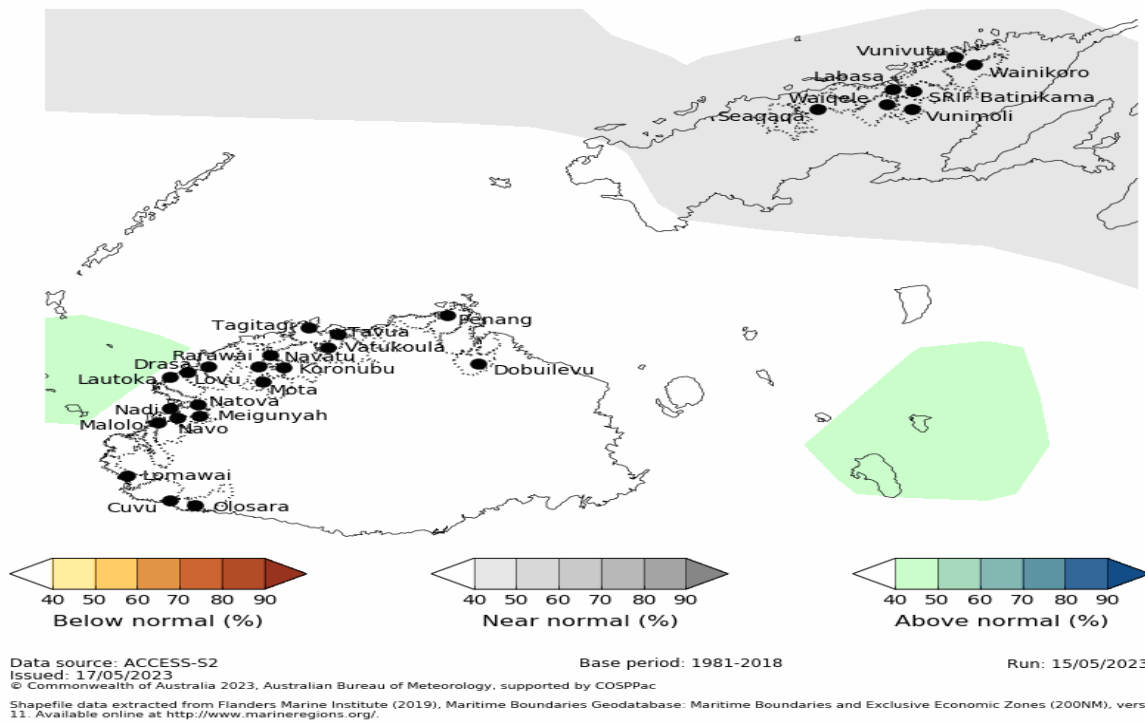 Vunivutu
Wainikoro
Labasa
Waiqele
SRIF Batinikama
Seaqaqa
Vunimoli
Penang
Tagitagi
Tavua
Vatukoula
Rarawai
Navatu
Drasa
Koronubu
Dobuilevu
Lautoka
Lovu
Mota
Natova
Nadi
Meigunyah
Malolo
Navo
Lomawai
Cuvu
Olosara
40 50 60 70 80 90
Below normal (%)
40 50 60 70 80 90
Near normal (%)
40 50 60 70 80 90
Above normal (%)
Data source: ACCESS-S2
Base period: 1981-2018
Run: 15/05/2023
Issued: 17/05/2023
© Commonwealth of Australia 2023, Australian Bureau of Meteorology, supported by COSPPac
Shapefile data extracted from Flanders Marine Institute (2019), Maritime Boundaries Geodatabase: Maritime Boundaries and Exclusive Economic Zones (200NM), vers
11. Available online at http://www.marineregions.org/.